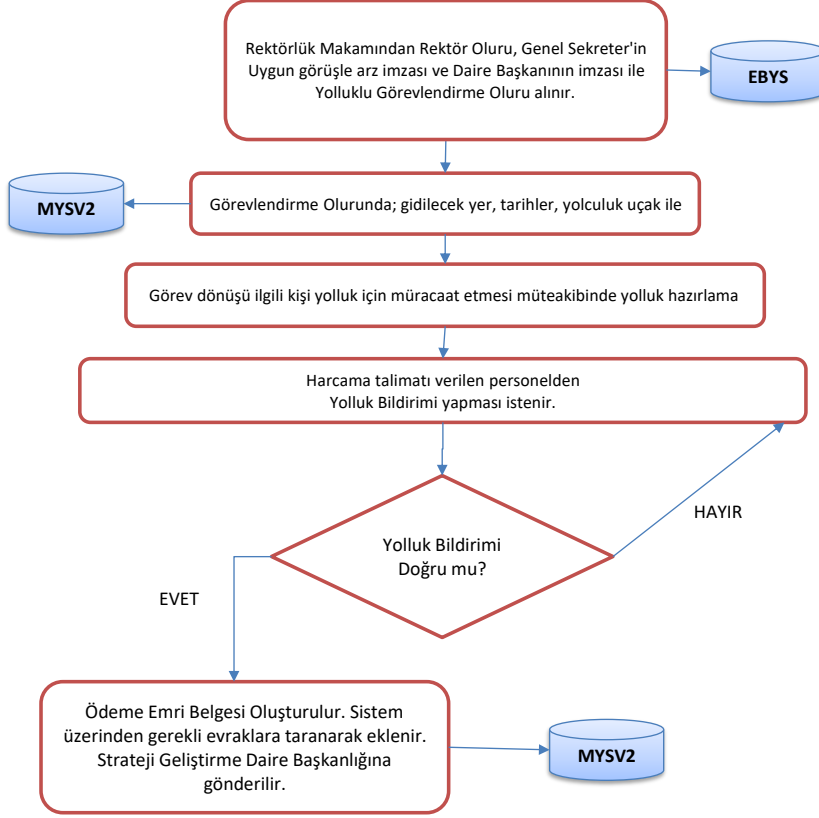 Rektörlük Makamından Rektör Oluru, Genel Sekreter'in
Uygun görüşle arz imzası ve Daire Başkanının imzası ile
Yolluklu Görevlendirme Oluru alınır.
EBYS
MYSV2
Görevlendirme Olurunda; gidilecek yer, tarihler, yolculuk uçak ile
Görev dönüşü ilgili kişi yolluk için müracaat etmesi müteakibinde yolluk hazırlama
Harcama talimatı verilen personelden
Yolluk Bildirimi yapması istenir.
HAYIR
Yolluk Bildirimi
Doğru mu?
EVET
Ödeme Emri Belgesi Oluşturulur. Sistem
üzerinden gerekli evraklara taranarak eklenir.
Strateji Geliştirme Daire Başkanlığına
gönderilir.
MYSV2